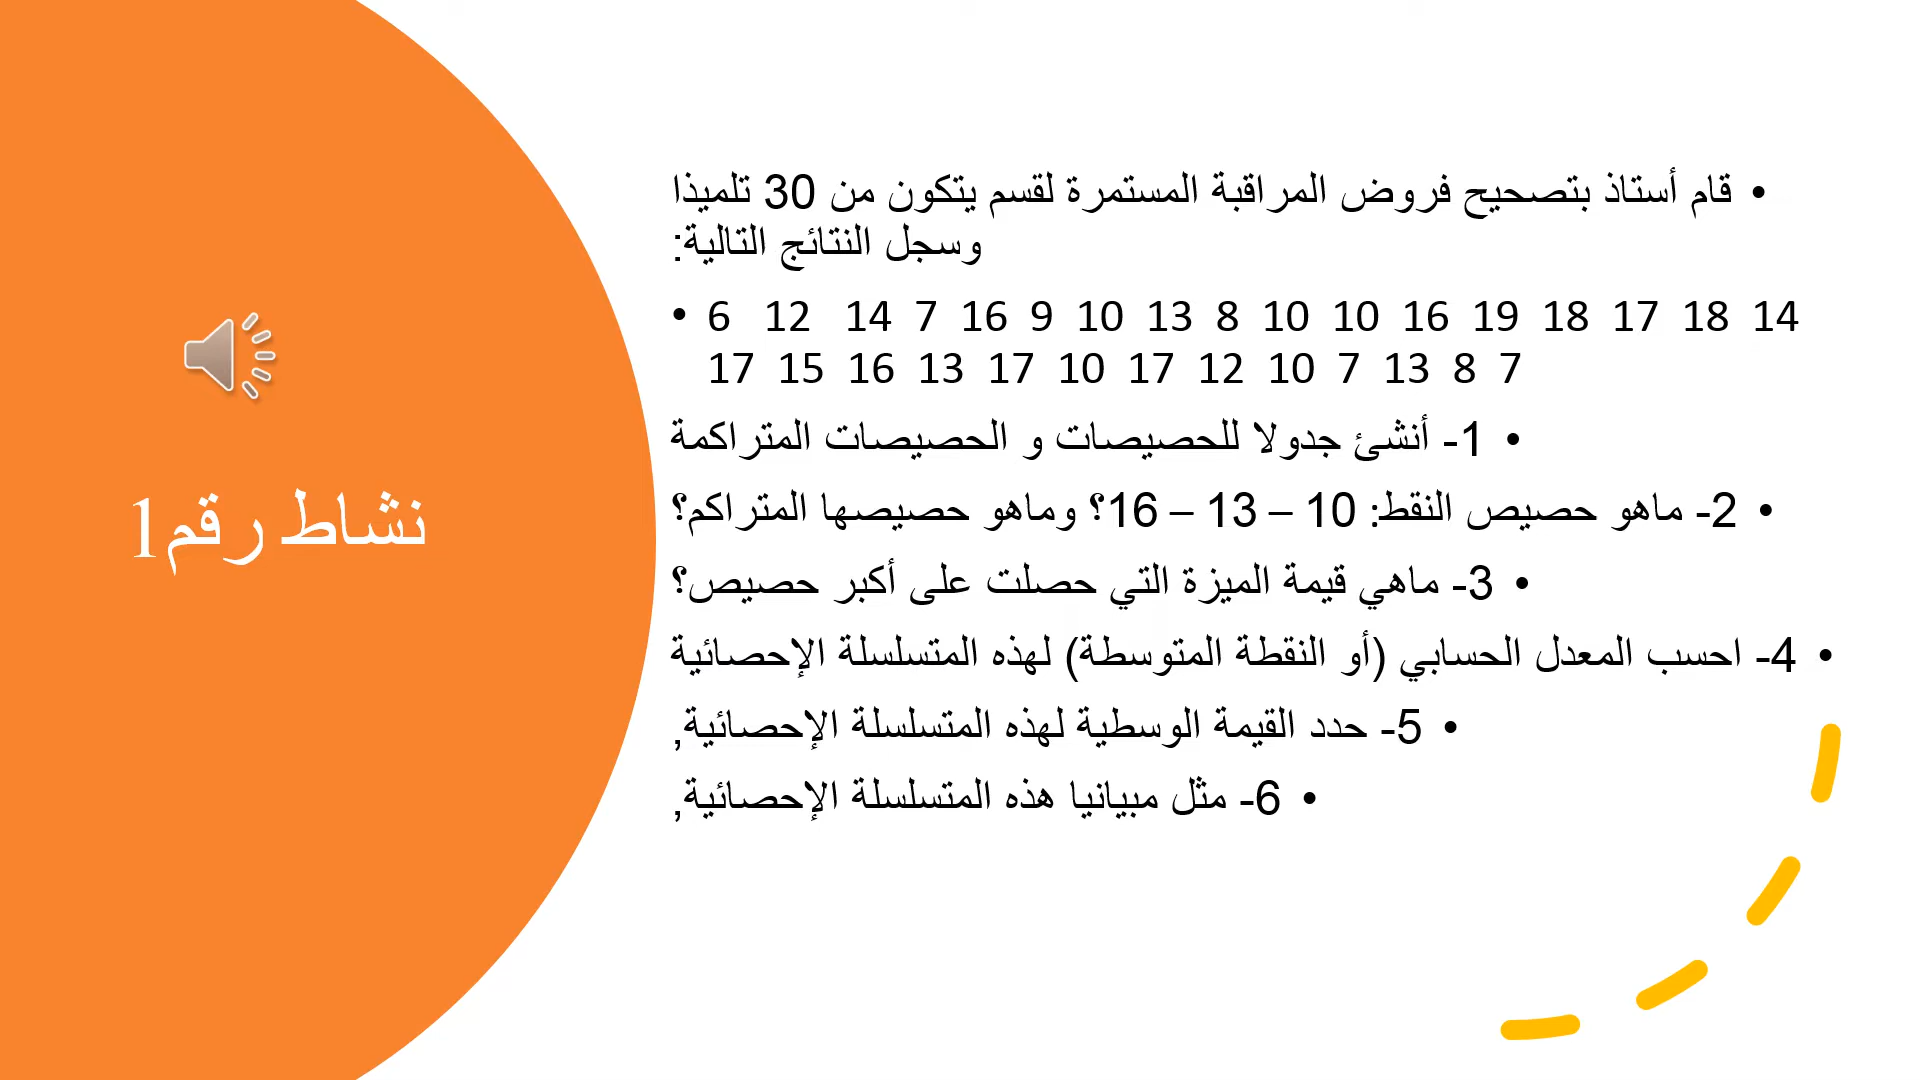 نشاط رقم1
• قام أستاذ بتصحيح فروض المراقبة المستمرة لقسم يتكون من 30 تلميذا
وسجل النتائج التالية:
• 6 12 14 7 16 9 10 13 8 10 10 16 19 18 17 18 14
17 15 16 13 17 10 17 12 10 7 13 8 7
• 1- أنشئ جدولا للحصيصات و الحصيصات المتراكمة
• 2- ماهو حصيص النقط: 10 – 13 – 16؟ وماهو حصيصها المتراكم؟
• 3- ماهي قيمة الميزة التي حصلت على أكبر حصيص؟
• 4- احسب المعدل الحسابي (أو النقطة المتوسطة) لهذه المتسلسلة الإحصائية
• 5- حدد القيمة الوسطية لهذه المتسلسلة الإحصائية,
• 6- مثل مبيانيا هذه المتسلسلة الإحصائية,